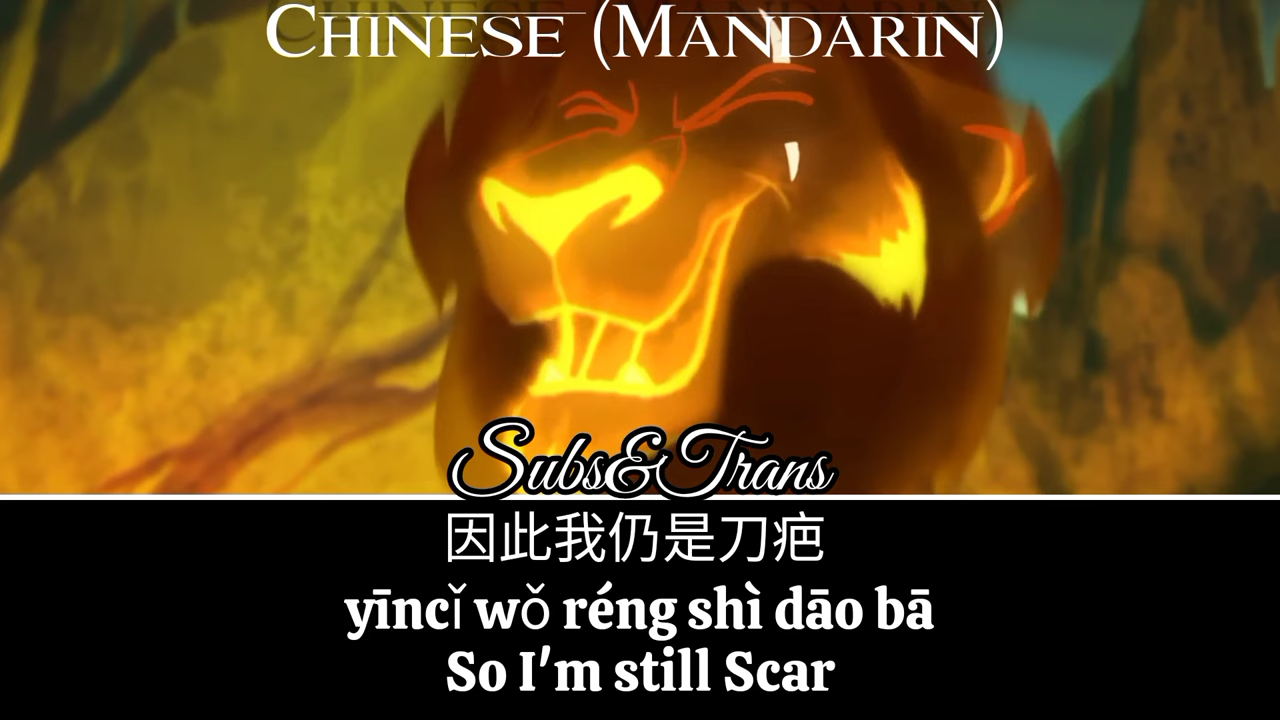 CHINESE (MANDARIN)
Subs&Trans
因此我仍是刀疤
yīncǐ wǒ réng shì dāo bā
So I'm still Scar